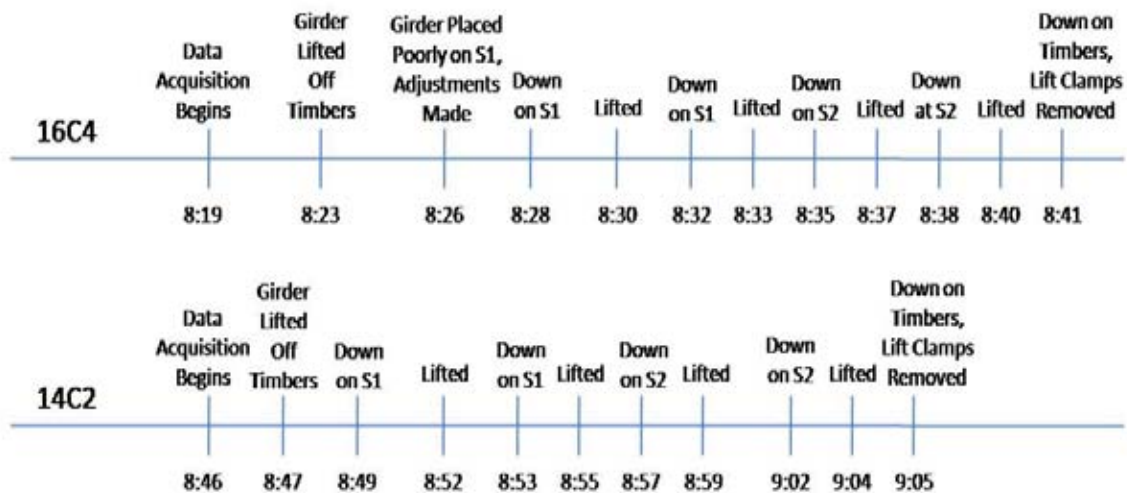 Girder
Girder Placed
Down on
Data
Lifted
Poorly on S1,
Timbers,
Acquisition
Off
Adjustments
Down
Down
Down
Down
Lift Clamps
Begins
Timbers
Made
on S1
Lifted
on S1
Lifted
on S2
Lifted
at S2
Lifted
Removed
16C4
8:19
8:23
8:26
8:28
8:30
8:32
8:33
8:35
8:37
8:38
8:40
8:41
Girder
Down on
Data
Lifted
Timbers,
Acquisition
Off
Down
Down
Down
Down
Lift Clamps
Begins
Timbers
on S1
Lifted
on S1
Lifted
on S2
Lifted
on S2
Lifted
Removed
14C2
8:46
8:47
8:49
8:52
8:53
8:55
8:57
8:59
9:02
9:04
9:05